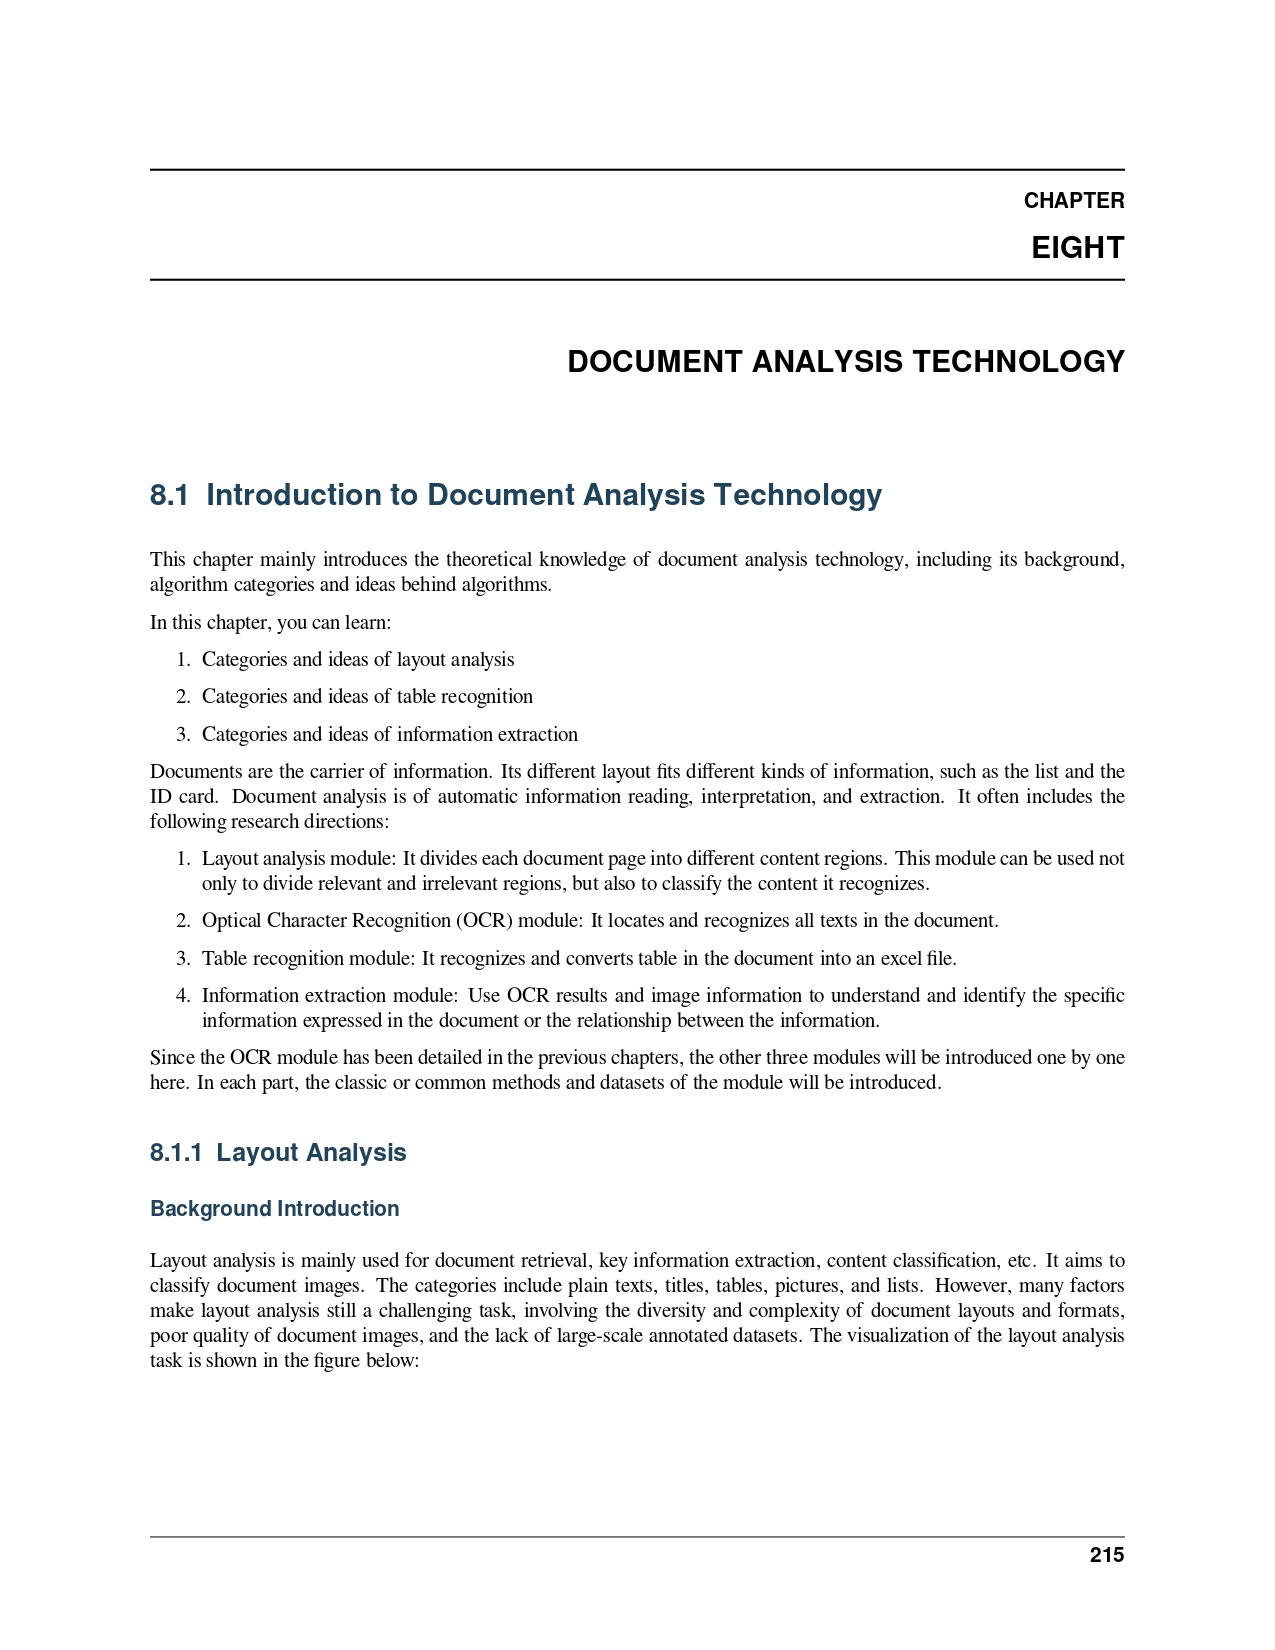 CHAPTER
EIGHT
DOCUMENT ANALYSIS TECHNOLOGY
8.1 Introduction to Document Analysis Technology
This chapter mainly introduces the theoretical knowledge of document analysis technology, including its background,
algorithm categories and ideas behind algorithms.
In this chapter, you can learn:
1. Categories and ideas of layout analysis
2. Categories and ideas of table recognition
3. Categories and ideas of information extraction
Documents are the carrier of information. Its different layout fits different kinds of information, such as the list and the
ID card. Document analysis is of automatic information reading, interpretation, and extraction. It often includes the
following research directions:
1. Layout analysis module: It divides each document page into different content regions. This module can be used not
only to divide relevant and irrelevant regions, but also to classify the content it recognizes.
2. Optical Character Recognition (OCR) module: It locates and recognizes all texts in the document.
3. Table recognition module: It recognizes and converts table in the document into an excel file.
4. Information extraction module: Use OCR results and image information to understand and identify the specific
information expressed in the document or the relationship between the information.
Since the OCR module has been detailed in the previous chapters, the other three modules will be introduced one by one
here. In each part, the classic or common methods and datasets of the module will be introduced.
8.1.1 Layout Analysis
Background Introduction
Layout analysis is mainly used for document retrieval, key information extraction, content classification, etc. It aims to
classify document images. The categories include plain texts, titles, tables, pictures, and lists. However, many factors
make layout analysis still a challenging task, involving the diversity and complexity of document layouts and formats,
poor quality of document images, and the lack of large-scale annotated datasets. The visualization of the layout analysis
task is shown in the figure below:
215